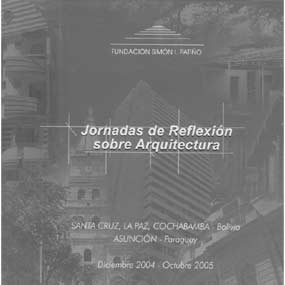 FUNDACIÓN SIMÓN I. PATIÑO
Jornadas de Reflexión
sobre Arquitectura
SANTA CRUZ, LA PAZ, COCHABAMBA - Bolivia
ASUNCIÓN - Paraguay
Diciembre 2004 - Octubre 2005